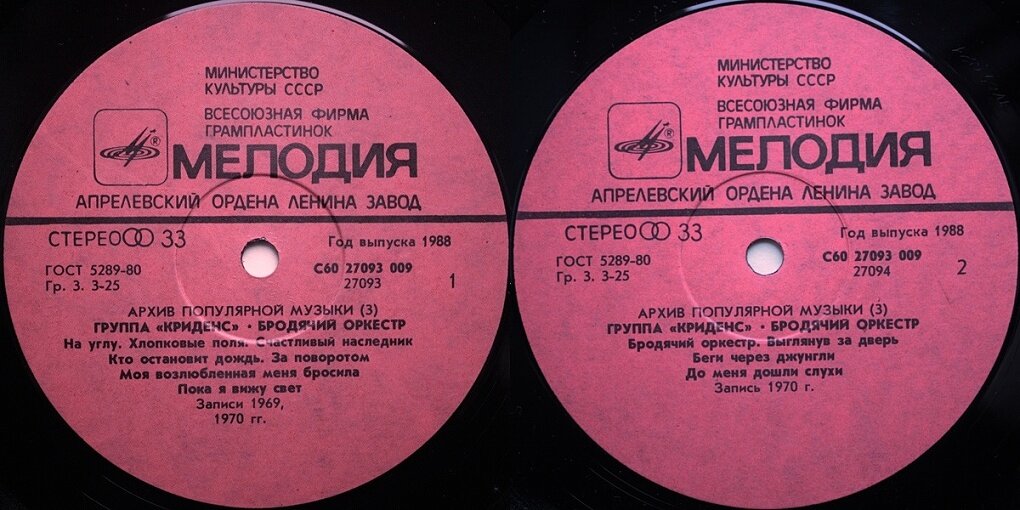 МИНИСТЕРСТВО
КУЛЬТУРЫ СССР
ВСЕСОЮЗНАЯ ФИРМА
ГРАМПЛАСТИНОК
®
МЕЛОДИЯ
АПРЕЛЕВСКИЙ ОРДЕНА ЛЕНИНА ЗАВОД
СТЕРЕО 33
Год выпуска 1988
ГОСТ 5289-80
Гр. 3. 3-25
С60 27093 009
27093
1
АРХИВ ПОПУЛЯРНОЙ МУЗЫКИ (3)
ГРУППА «КРИДЕНС» · БРОДЯЧИЙ ОРКЕСТР
На углу. Хлопковые поля. Счастливый наследник
Кто остановит дождь. За поворотом
Моя возлюбленная меня бросила
Пока я вижу свет
Записи 1969,
1970 гг.
МИНИСТЕРСТВО
КУЛЬТУРЫ СССР
ВСЕСОЮЗНАЯ ФИРМА
ГРАМПЛАСТИНОК
®
МЕЛОДИЯ
АПРЕЛЕВСКИЙ ОРДЕНА ЛЕНИНА ЗАВОД
СТЕРЕО 33
Год выпуска 1988
ГОСТ 5289-80
Гр. 3. 3-25
С60 27093 009
27094
2
АРХИВ ПОПУЛЯРНОЙ МУЗЫКИ (3)
ГРУППА «КРИДЕНС» · БРОДЯЧИЙ ОРКЕСТР
Бродячий оркестр. Выглянув за дверь
Беги через джунгли
До меня дошли слухи
Запись 1970 г.